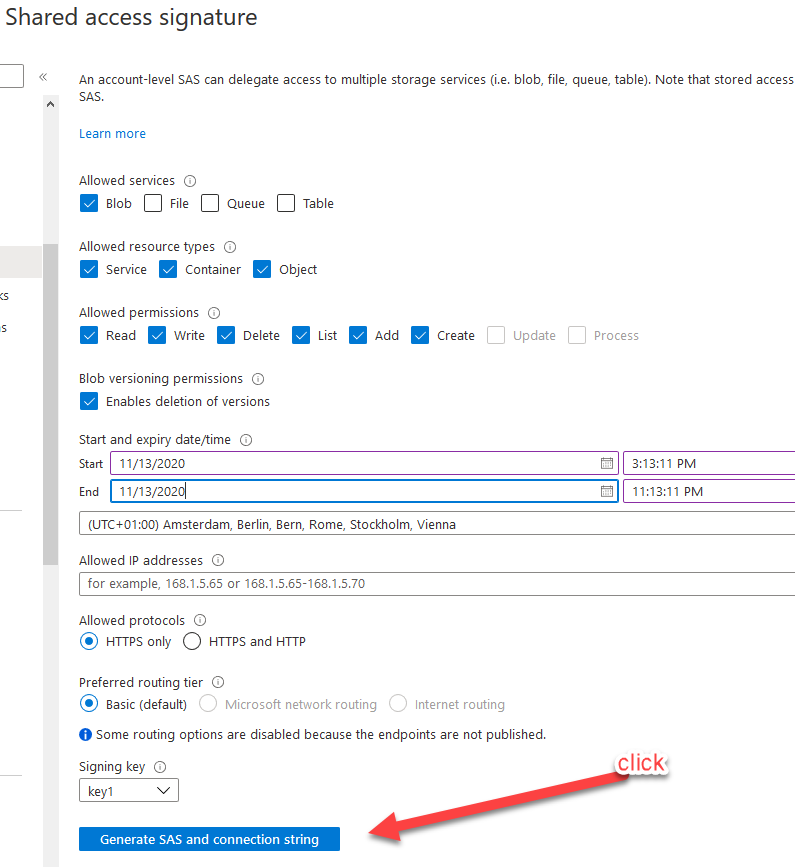 Shared access signature
«
An account-level SAS can delegate access to multiple storage services (i.e. blob, file, queue, table). Note that stored access
SAS.
Learn more
Allowed services
Blob File Queue Table
Allowed resource types
Service Container Object
Allowed permissions
Read Write Delete List Add Create Update Process
Blob versioning permissions
Enables deletion of versions
Start and expiry date/time
Start 11/13/2020 3:13:11 PM
End 11/13/2020 11:13:11 PM
(UTC+01:00) Amsterdam, Berlin, Bern, Rome, Stockholm, Vienna
Allowed IP addresses
for example, 168.1.5.65 or 168.1.5.65-168.1.5.70
Allowed protocols
HTTPS only HTTPS and HTTP
Preferred routing tier
Basic (default) Microsoft network routing Internet routing
Some routing options are disabled because the endpoints are not published.
Signing key
click
key1
Generate SAS and connection string